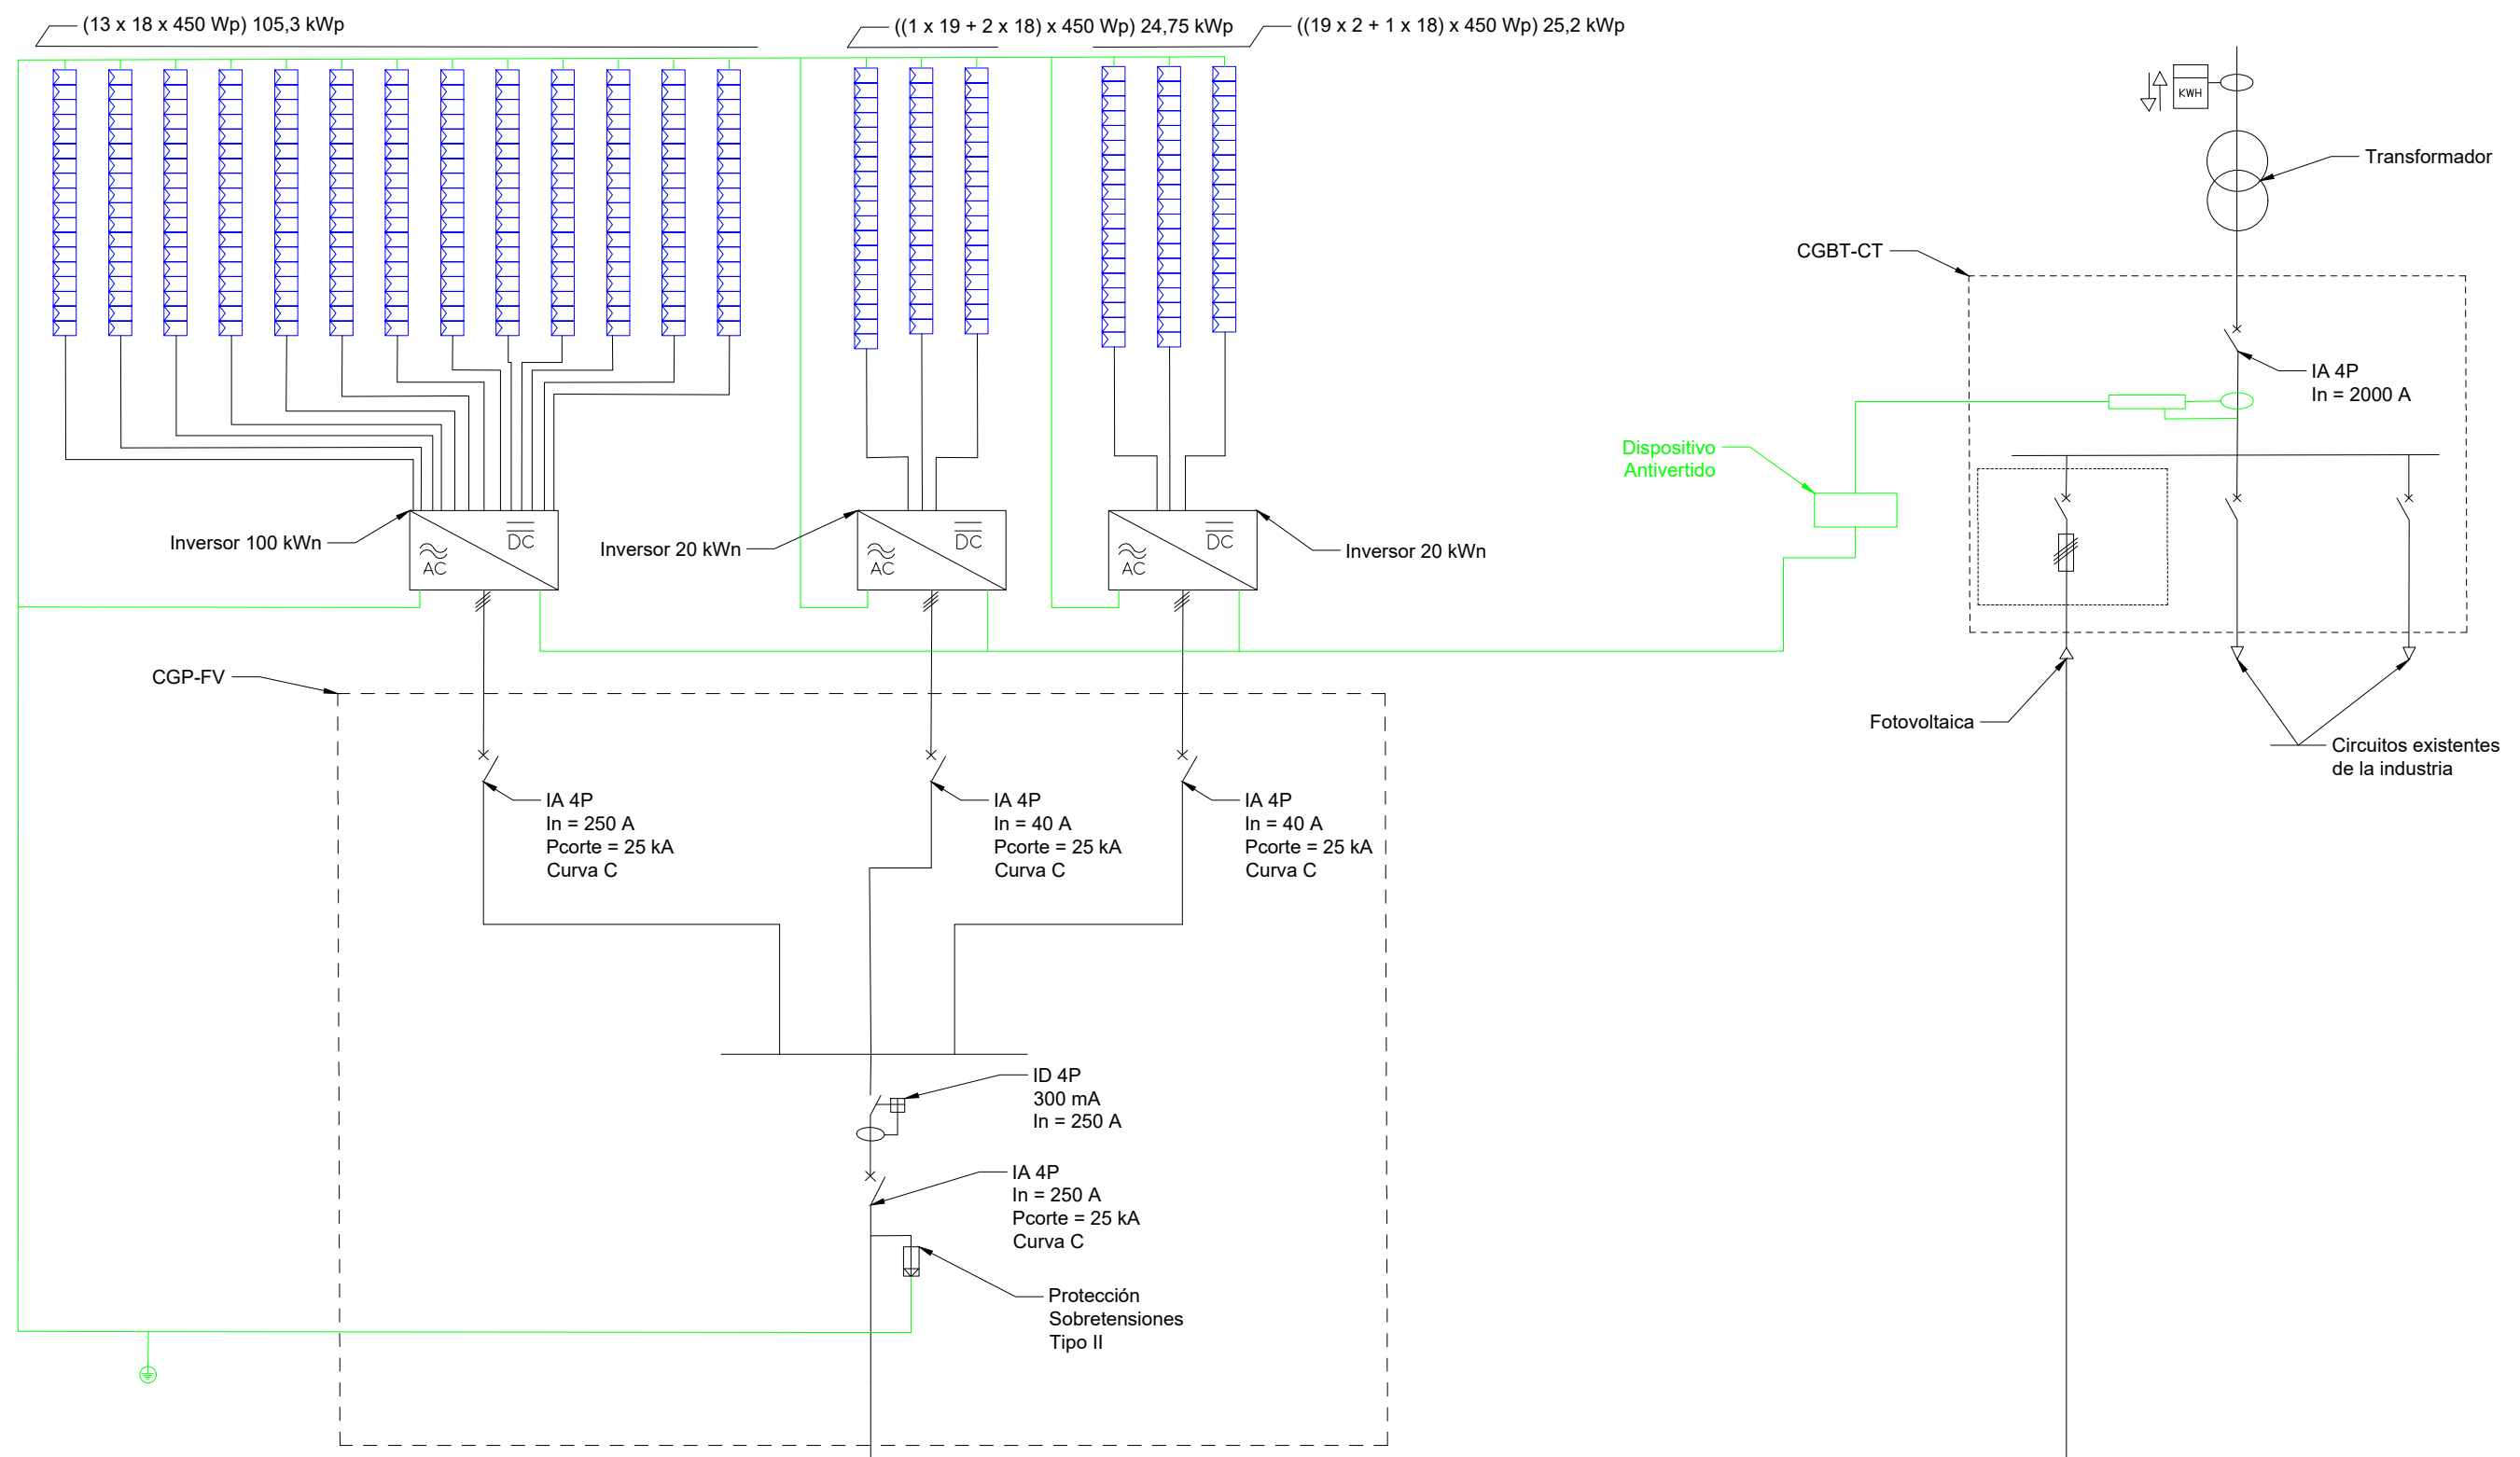 (13 x 18 x 450 Wp) 105,3 kWp
((1 x 19 + 2 x 18) x 450 Wp) 24,75 kWp
((19 x 2 + 1 x 18) x 450 Wp) 25,2 kWp
KWH
Transformador
CGBT-CT
IA 4P
In = 2000 A
Dispositivo
Antivertido
Inversor 100 kWn
DC
AC
Inversor 20 kWn
DC
AC
DC
AC
Inversor 20 kWn
CGP-FV
Fotovoltaica
Circuitos existentes
de la industria
IA 4P
In = 250 A
Pcorte = 25 kA
Curva C
IA 4P
In = 40 A
Pcorte = 25 kA
Curva C
IA 4P
In = 40 A
Pcorte = 25 kA
Curva C
ID 4P
300 mA
In = 250 A
IA 4P
In = 250 A
Pcorte = 25 kA
Curva C
Protección
Sobretensiones
Tipo II